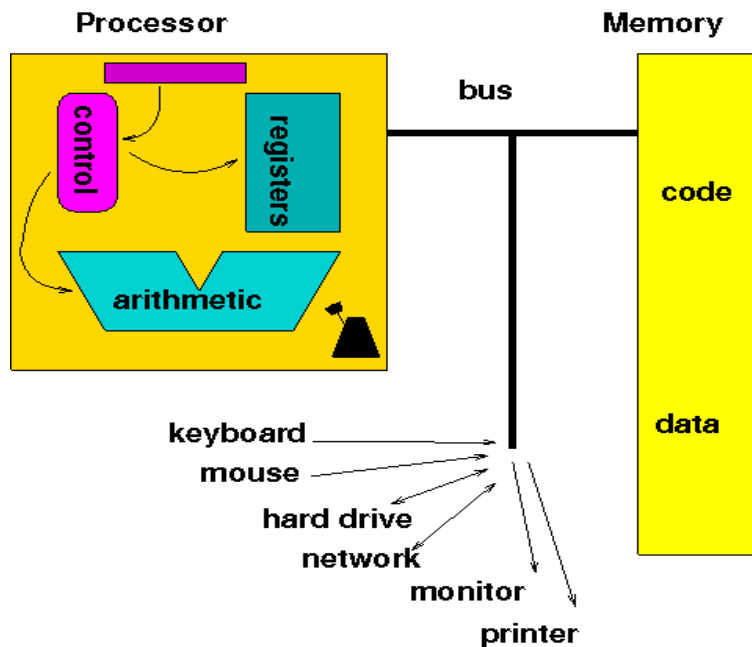 Processor
Memory
bus
control
registers
code
arithmetic
data
keyboard
mouse
hard drive
network
monitor
printer